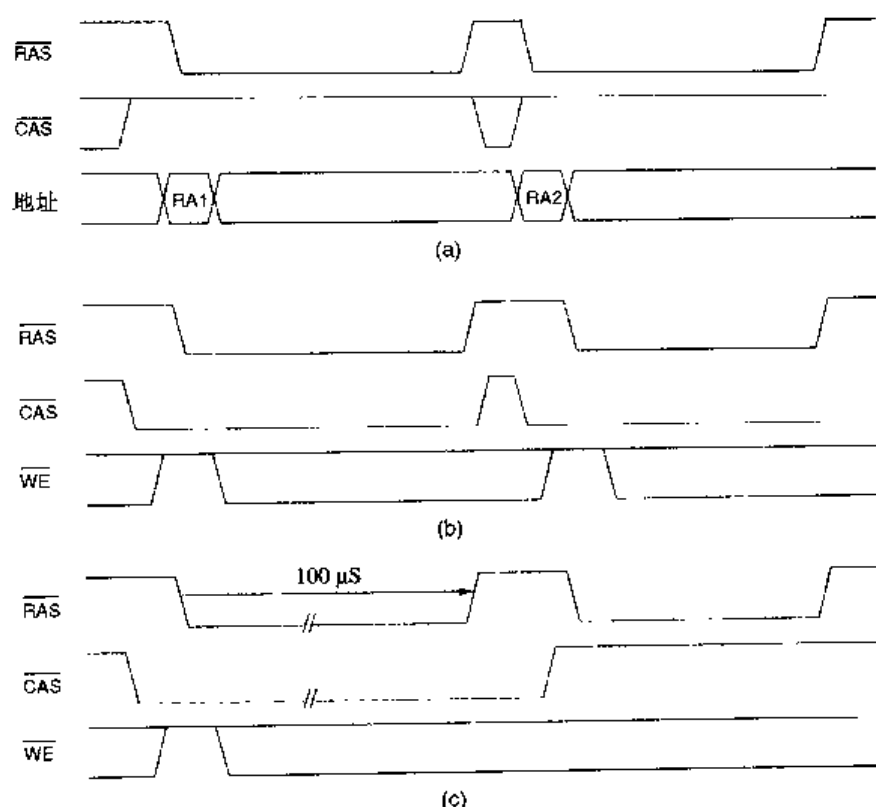 RAS
CAS
地址
RA1
RA2
(a)
RAS
CAS
WE
(b)
100 μS
RAS
CAS
WE
(c)